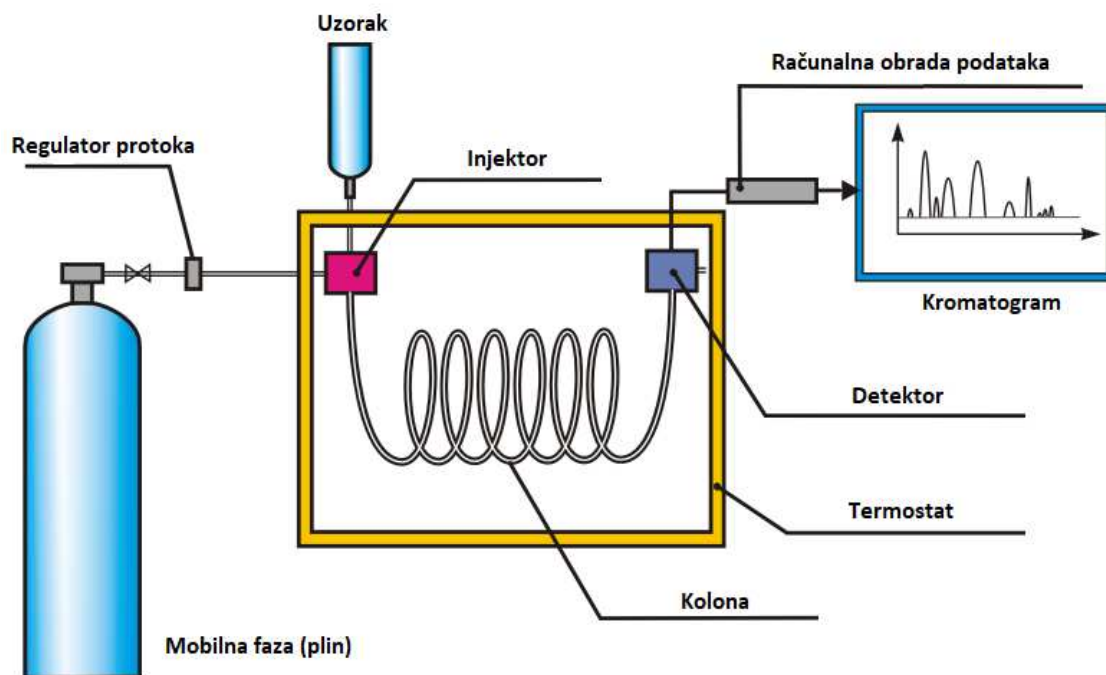 Uzorak
Računalna obrada podataka
Regulator protoka
Injektor
Kromatogram
Detektor
Termostat
Kolona
Mobilna faza (plin)